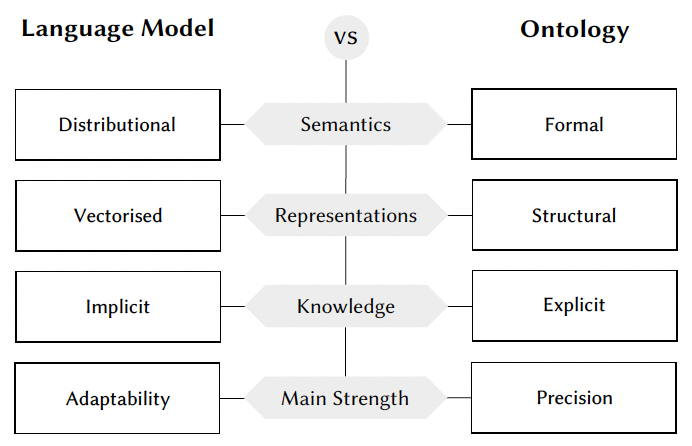 Language Model
VS
Ontology
Distributional
Semantics
Formal
Vectorised
Representations
Structural
Implicit
Knowledge
Explicit
Adaptability
Main Strength
Precision